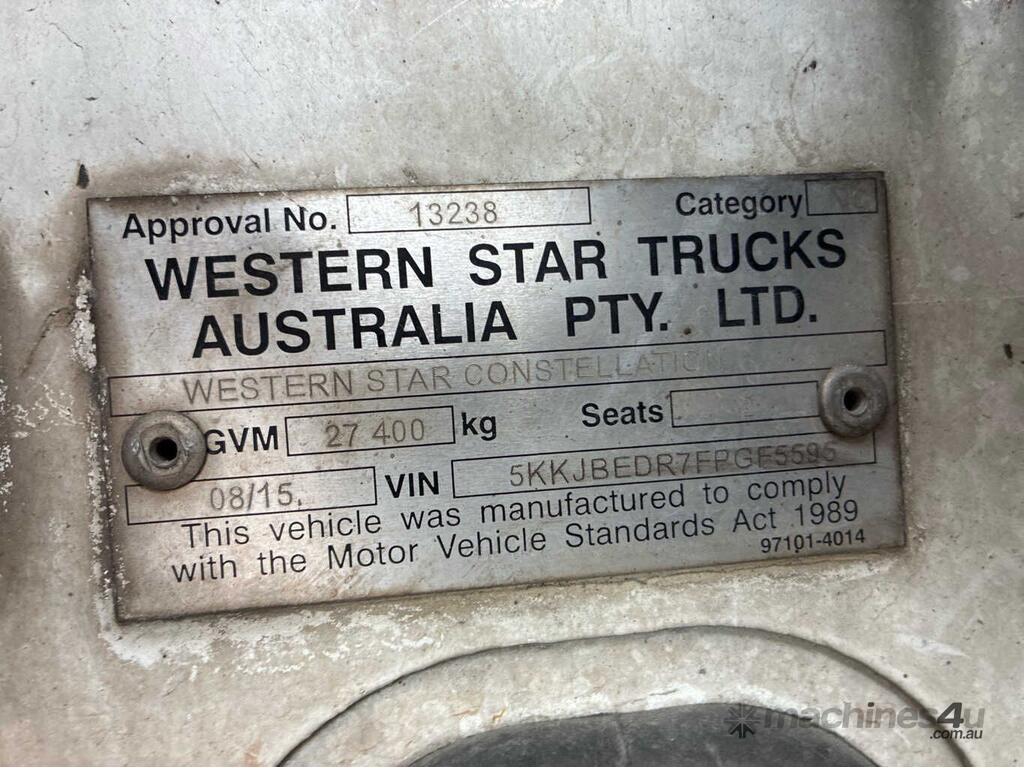 Approval No. 13238 Category
WESTERN STAR TRUCKS
AUSTRALIA PTY. LTD.
WESTERN STAR CONSTELLATION
GVM 27 400 kg Seats
08/15. VIN 5KKJBEDR7FPGE5595
This vehicle was manufactured to comply
with the Motor Vehicle Standards Act 1989
97101-4014
machines4u
.com.au